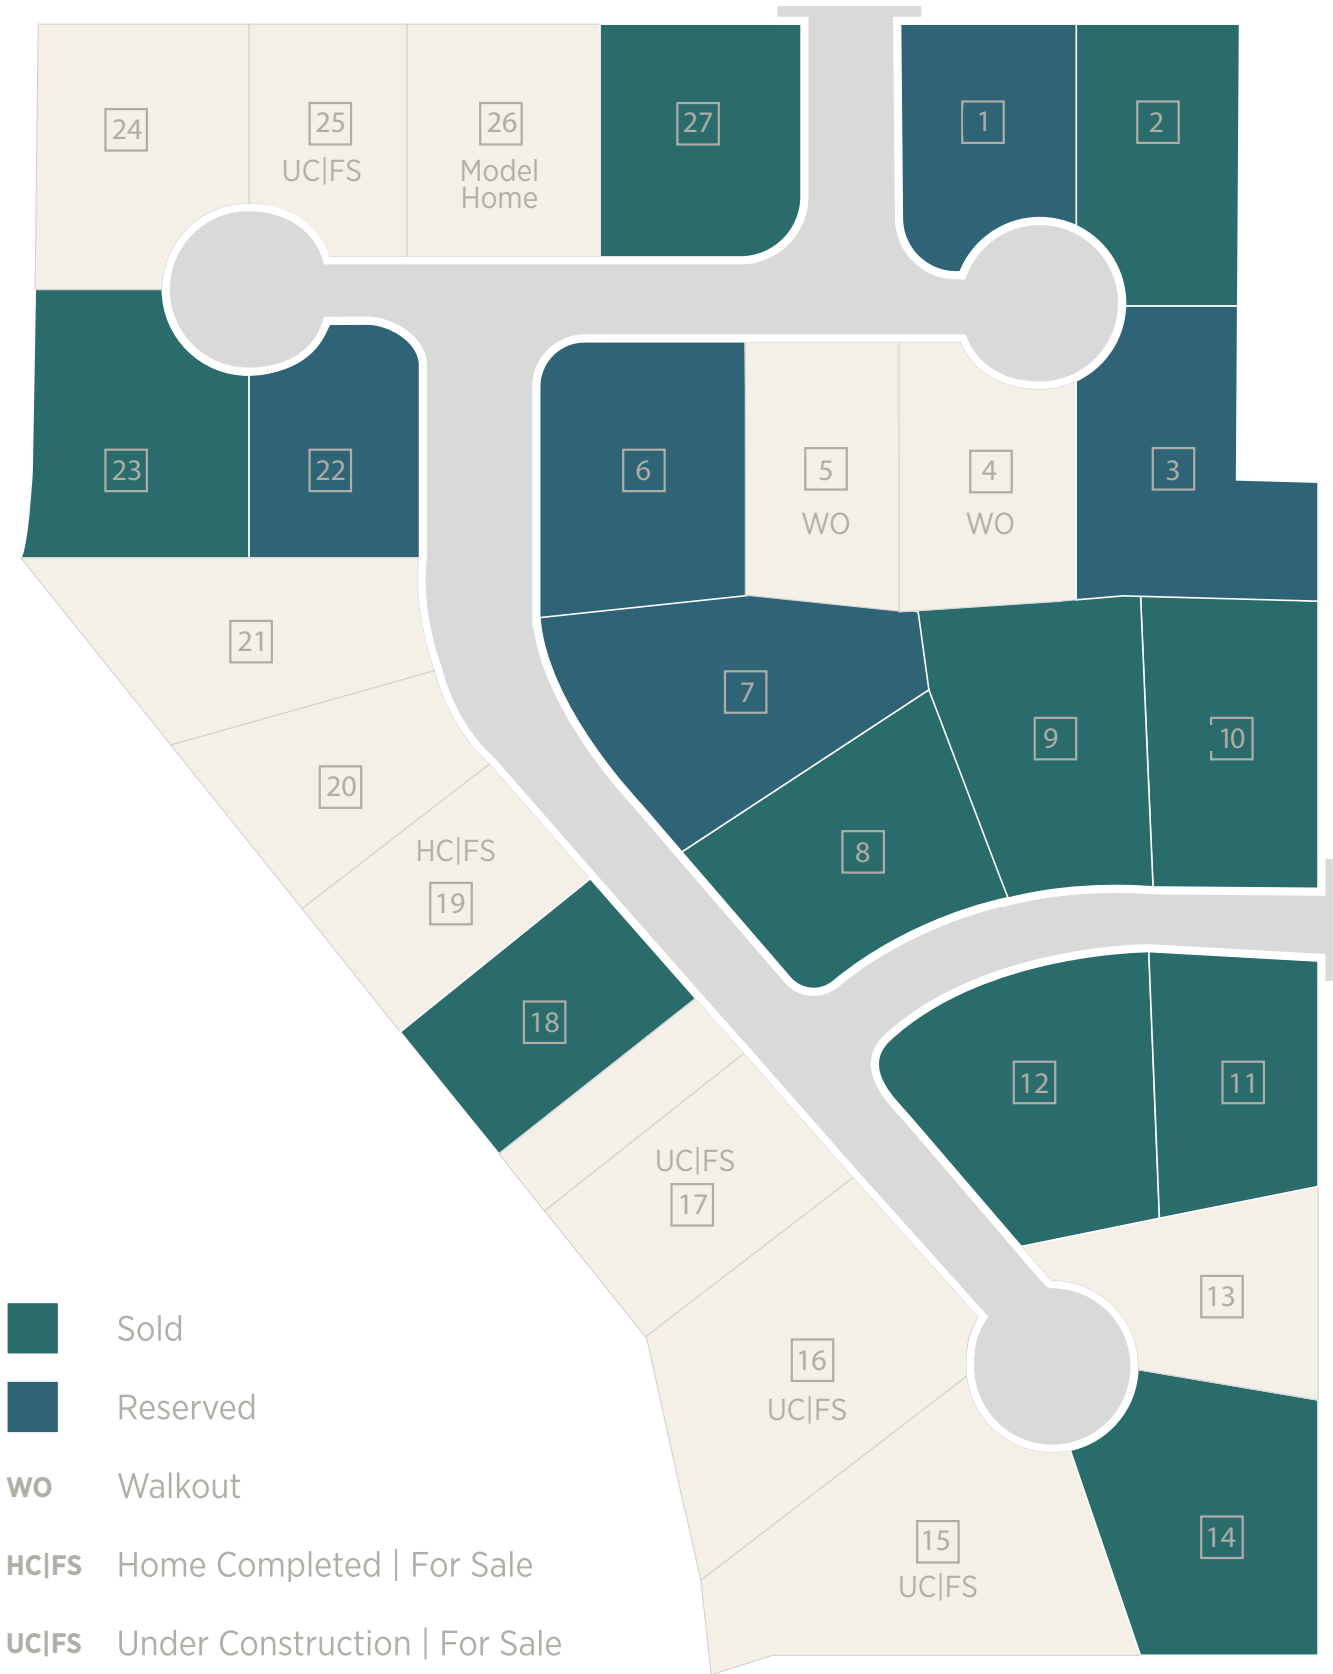 24
25
UC|FS
26
Model
Home
27
1
2
23
22
6
5
WO
4
WO
3
21
7
9
10
20
8
HC|FS
19
18
12
11
UC|FS
17
13
16
UC|FS
15
UC|FS
14
Sold
Reserved
WO Walkout
HC|FS Home Completed | For Sale
UC|FS Under Construction | For Sale